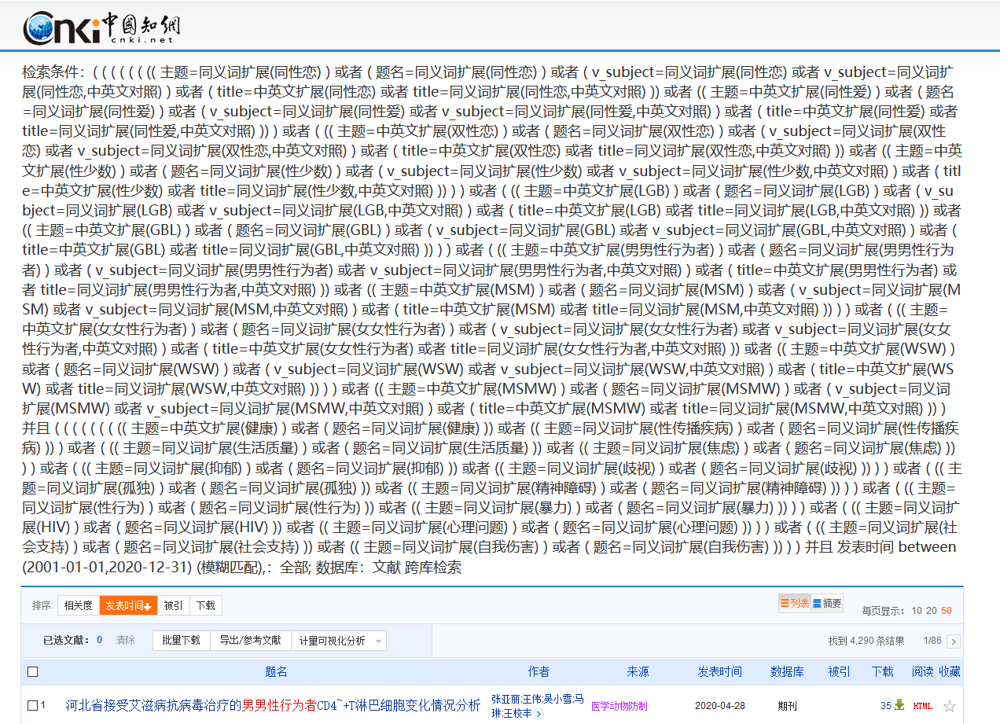 Cnki中國知網
cnki.net
检索条件：( ( ( ( ( ( (( 主题=同义词扩展(同性恋) ) 或者 ( 题名=同义词扩展(同性恋) ) 或者 ( v_subject=同义词扩展(同性恋) 或者 v_subject=同义词扩
展(同性恋,中英文对照) ) 或者 ( title=中英文扩展(同性恋) 或者 title=同义词扩展(同性恋,中英文对照) )) 或者 (( 主题=中英文扩展(同性爱) ) 或者 ( 题名
=同义词扩展(同性爱) ) 或者 ( v_subject=同义词扩展(同性爱) 或者 v_subject=同义词扩展(同性爱,中英文对照) ) 或者 ( title=中英文扩展(同性爱) 或者
title=同义词扩展(同性爱,中英文对照) )) ) 或者 ( (( 主题=中英文扩展(双性恋) ) 或者 ( 题名=同义词扩展(双性恋) ) 或者 ( v_subject=同义词扩展(双性
恋) 或者 v_subject=同义词扩展(双性恋,中英文对照) ) 或者 ( title=中英文扩展(双性恋) 或者 title=同义词扩展(双性恋,中英文对照) )) 或者 (( 主题=中英
文扩展(性少数) ) 或者 ( 题名=同义词扩展(性少数) ) 或者 ( v_subject=同义词扩展(性少数) 或者 v_subject=同义词扩展(性少数,中英文对照) ) 或者 ( titl
e=中英文扩展(性少数) 或者 title=同义词扩展(性少数,中英文对照) )) ) ) 或者 ( (( 主题=中英文扩展(LGB) ) 或者 ( 题名=同义词扩展(LGB) ) 或者 ( v_su
bject=同义词扩展(LGB) 或者 v_subject=同义词扩展(LGB,中英文对照) ) 或者 ( title=中英文扩展(LGB) 或者 title=同义词扩展(LGB,中英文对照) )) 或者
(( 主题=中英文扩展(GBL) ) 或者 ( 题名=同义词扩展(GBL) ) 或者 ( v_subject=同义词扩展(GBL) 或者 v_subject=同义词扩展(GBL,中英文对照) ) 或者 (
title=中英文扩展(GBL) 或者 title=同义词扩展(GBL,中英文对照) )) ) ) 或者 ( (( 主题=中英文扩展(男男性行为者) ) 或者 ( 题名=同义词扩展(男男性行为
者) ) 或者 ( v_subject=同义词扩展(男男性行为者) 或者 v_subject=同义词扩展(男男性行为者,中英文对照) ) 或者 ( title=中英文扩展(男男性行为者) 或
者 title=同义词扩展(男男性行为者,中英文对照) )) 或者 (( 主题=中英文扩展(MSM) ) 或者 ( 题名=同义词扩展(MSM) ) 或者 ( v_subject=同义词扩展(M
SM) 或者 v_subject=同义词扩展(MSM,中英文对照) ) 或者 ( title=中英文扩展(MSM) 或者 title=同义词扩展(MSM,中英文对照) )) ) ) 或者 ( (( 主题=
中英文扩展(女女性行为者) ) 或者 ( 题名=同义词扩展(女女性行为者) ) 或者 ( v_subject=同义词扩展(女女性行为者) 或者 v_subject=同义词扩展(女女
性行为者,中英文对照) ) 或者 ( title=中英文扩展(女女性行为者) 或者 title=同义词扩展(女女性行为者,中英文对照) )) 或者 (( 主题=中英文扩展(WSW) )
或者 ( 题名=同义词扩展(WSW) ) 或者 ( v_subject=同义词扩展(WSW) 或者 v_subject=同义词扩展(WSW,中英文对照) ) 或者 ( title=中英文扩展(WS
W) 或者 title=同义词扩展(WSW,中英文对照) )) ) ) 或者 (( 主题=中英文扩展(MSMW) ) 或者 ( 题名=同义词扩展(MSMW) ) 或者 ( v_subject=同义词
扩展(MSMW) 或者 v_subject=同义词扩展(MSMW,中英文对照) ) 或者 ( title=中英文扩展(MSMW) 或者 title=同义词扩展(MSMW,中英文对照) )) )
并且 ( ( ( ( ( ( ( (( 主题=中英文扩展(健康) ) 或者 ( 题名=同义词扩展(健康) )) 或者 (( 主题=同义词扩展(性传播疾病) ) 或者 ( 题名=同义词扩展(性传播疾
病) )) ) 或者 ( (( 主题=同义词扩展(生活质量) ) 或者 ( 题名=同义词扩展(生活质量) )) 或者 (( 主题=同义词扩展(焦虑) ) 或者 ( 题名=同义词扩展(焦虑) ))
) ) 或者 ( (( 主题=同义词扩展(抑郁) ) 或者 ( 题名=同义词扩展(抑郁) )) 或者 (( 主题=同义词扩展(歧视) ) 或者 ( 题名=同义词扩展(歧视) )) ) ) 或者 ( (( 主
题=同义词扩展(孤独) ) 或者 ( 题名=同义词扩展(孤独) )) 或者 (( 主题=同义词扩展(精神障碍) ) 或者 ( 题名=同义词扩展(精神障碍) )) ) ) 或者 ( (( 主题=
同义词扩展(性行为) ) 或者 ( 题名=同义词扩展(性行为) )) 或者 (( 主题=同义词扩展(暴力) ) 或者 ( 题名=同义词扩展(暴力) )) ) ) 或者 ( (( 主题=同义词扩
展(HIV) ) 或者 ( 题名=同义词扩展(HIV) )) 或者 (( 主题=同义词扩展(心理问题) ) 或者 ( 题名=同义词扩展(心理问题) )) ) ) 或者 ( (( 主题=同义词扩展(社
会支持) ) 或者 ( 题名=同义词扩展(社会支持) )) 或者 (( 主题=同义词扩展(自我伤害) ) 或者 ( 题名=同义词扩展(自我伤害) )) ) ) 并且 发表时间 between
(2001-01-01,2020-12-31) (模糊匹配),：全部; 数据库：文献 跨库检索
排序: 相关度 发表时间↓ 被引 下载 列表 摘要 每页显示：10 20 50
已选文献：0 清除 批量下载 导出/参考文献 计量可视化分析 找到 4,290 条结果 1/86 >
题名 作者 来源 发表时间 数据库 被引 下载 阅读 收藏
1 河北省接受艾滋病抗病毒治疗的男男性行为者CD4~+T淋巴细胞变化情况分析 张亚丽;王伟;吴小雪;马 医学动物防制 2020-04-28 期刊 35 HTML
琳;王校丰